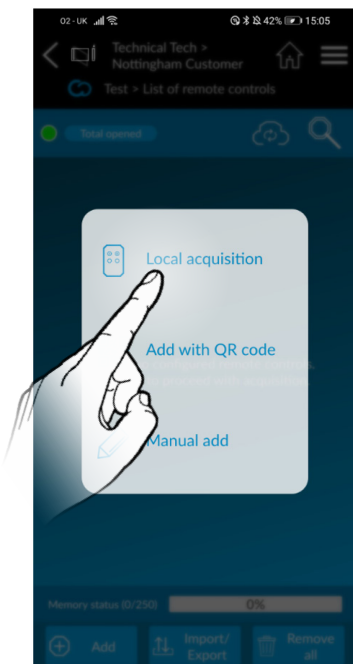 O2-UK
42%
15:05
Technical Tech >
Nottingham Customer
Test > List of remote controls
Total opened
Local acquisition
Add with QR code
Manual add
Memory status (0/250)
0%
Add
Import/
Export
Remove
all